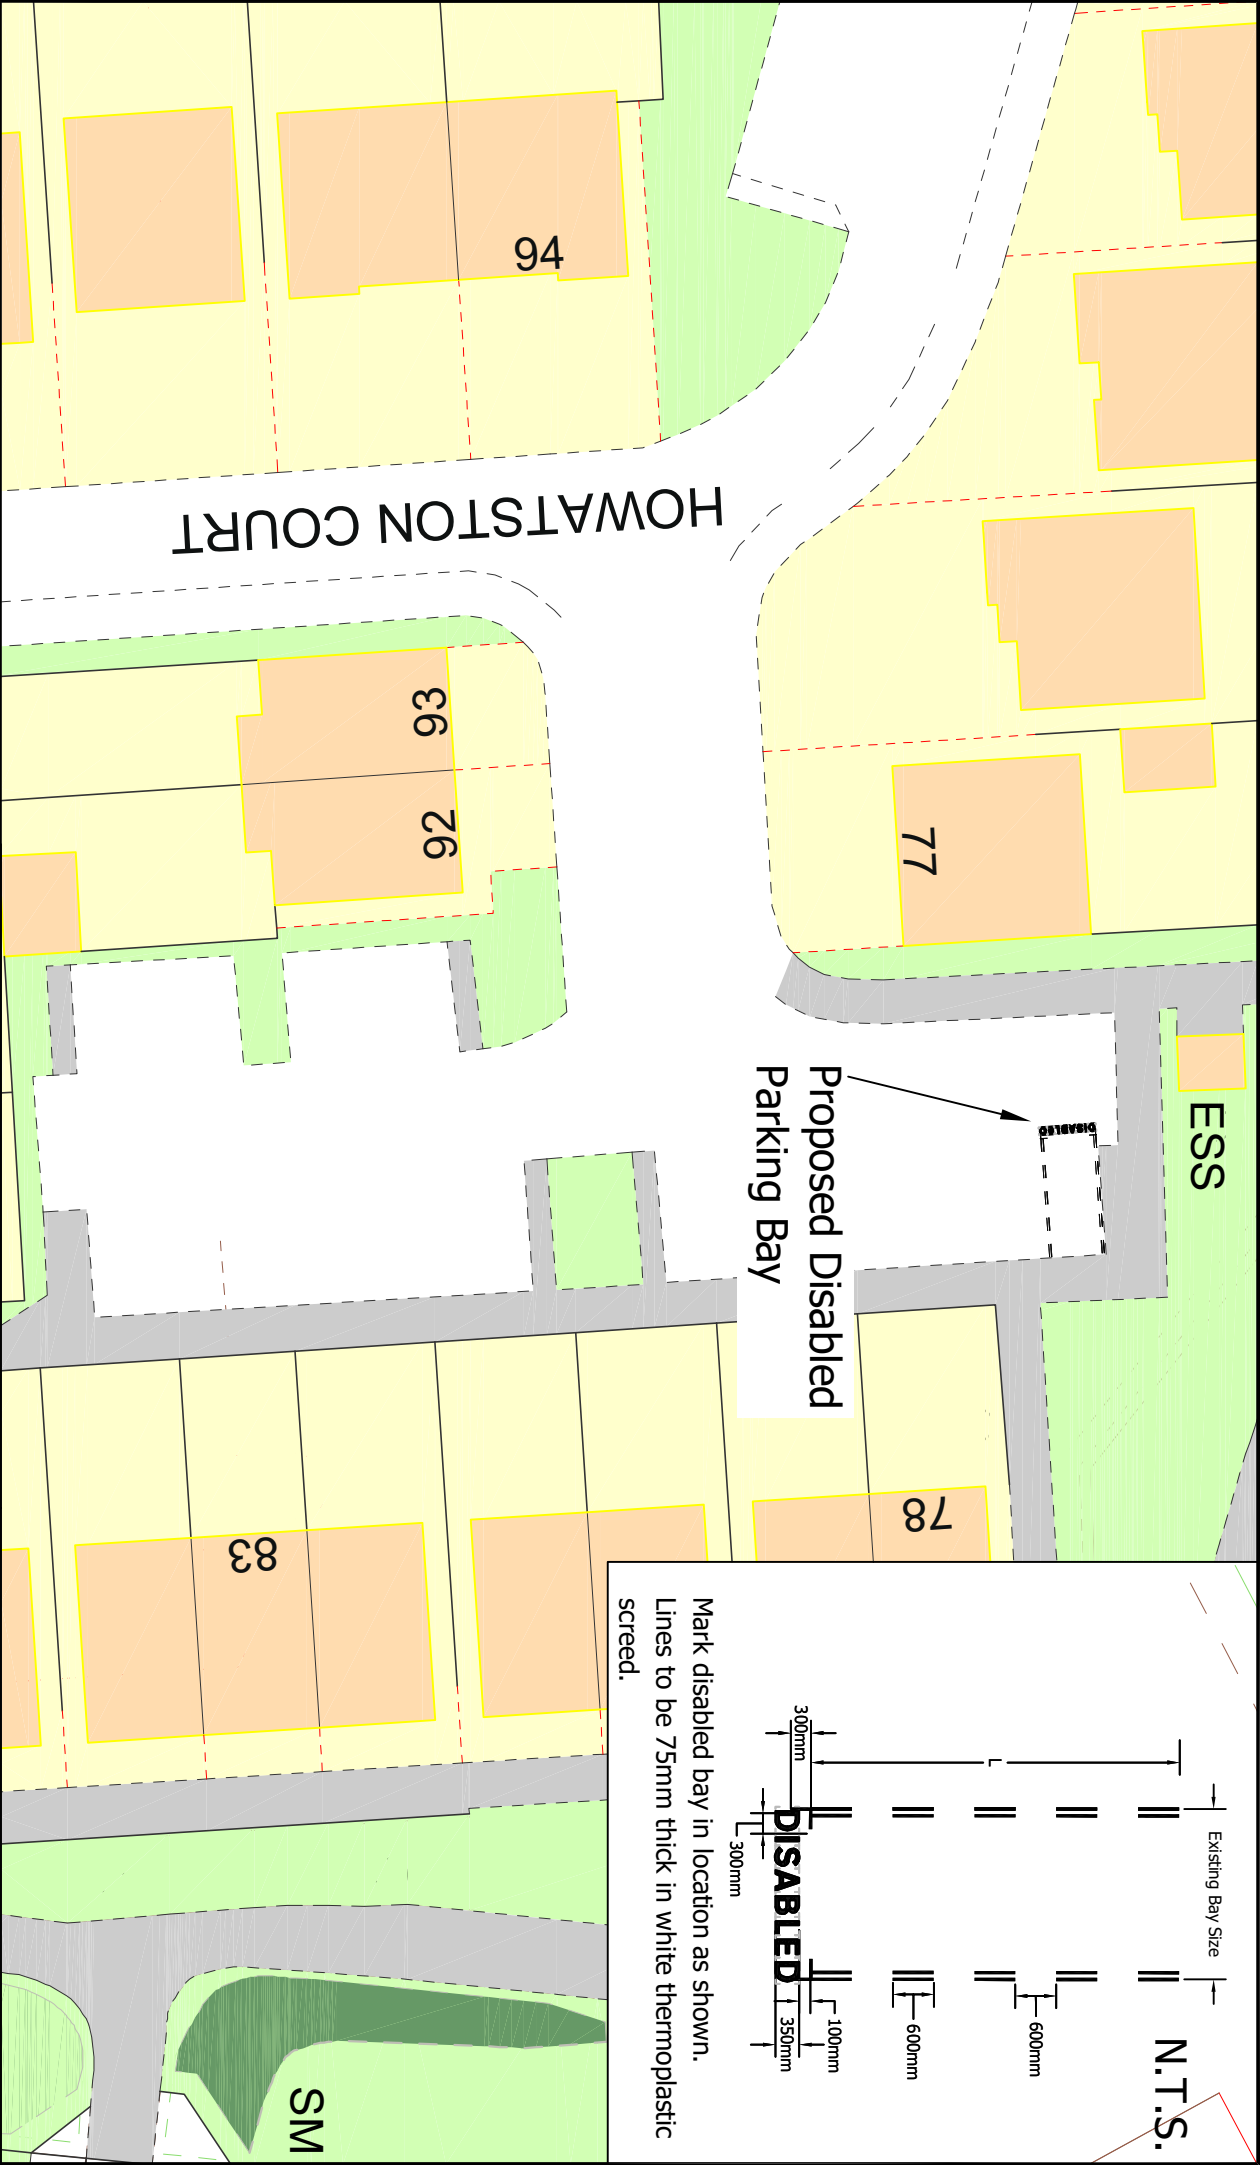 94
HOWATSTON COURT
93
92
77
ESS
Proposed Disabled
Parking Bay
DISABLED
78
83
SM
N.T.S.
Existing Bay Size
L
300mm
300mm
DISABLED
100mm
350mm
600mm
600mm
Mark disabled bay in location as shown.
Lines to be 75mm thick in white thermoplastic
screed.